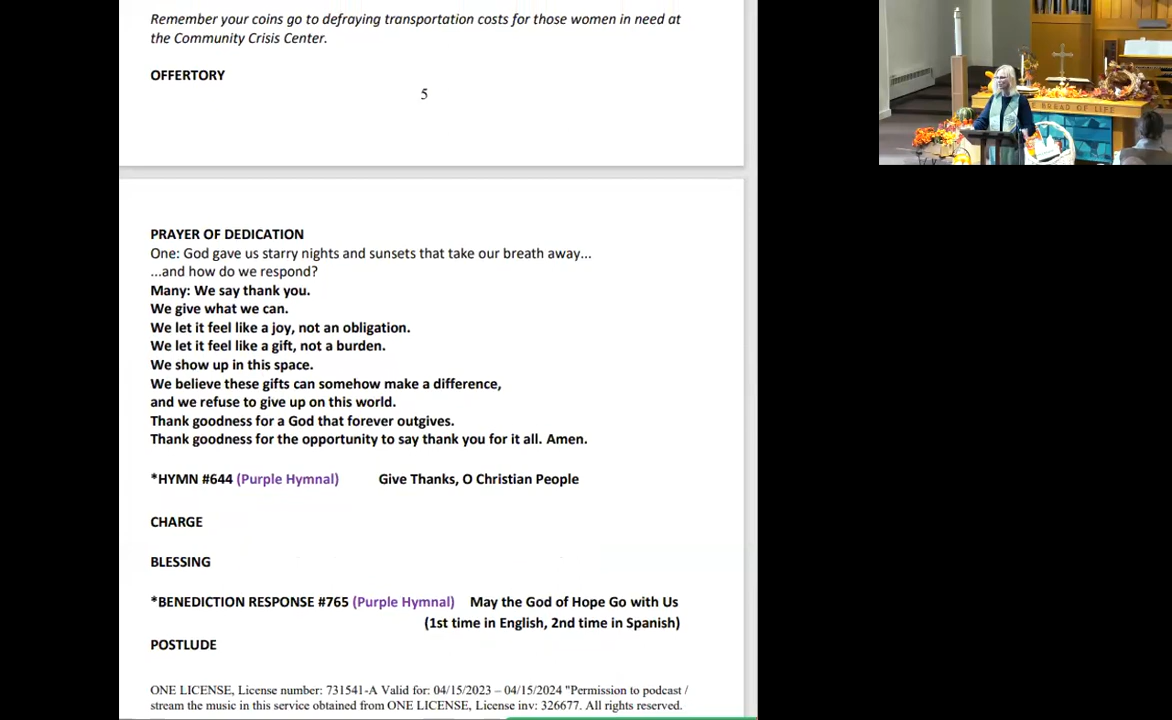 Remember your coins go to defraying transportation costs for those women in need at
the Community Crisis Center.
OFFERTORY
5
PRAYER OF DEDICATION
One: God gave us starry nights and sunsets that take our breath away...
...and how do we respond?
Many: We say thank you.
We give what we can.
We let it feel like a joy, not an obligation.
We let it feel like a gift, not a burden.
We show up in this space.
We believe these gifts can somehow make a difference,
and we refuse to give up on this world.
Thank goodness for a God that forever outgives.
Thank goodness for the opportunity to say thank you for it all. Amen.
*HYMN #644 (Purple Hymnal) Give Thanks, O Christian People
CHARGE
BLESSING
*BENEDICTION RESPONSE #765 (Purple Hymnal) May the God of Hope Go with Us
(1st time in English, 2nd time in Spanish)
POSTLUDE
ONE LICENSE, License number: 731541-A Valid for: 04/15/2023 – 04/15/2024 "Permission to podcast /
stream the music in this service obtained from ONE LICENSE, License inv: 326677. All rights reserved.
BREAD OF LIFE